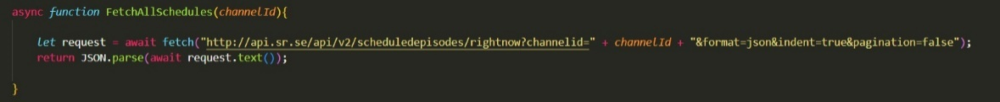 async function FetchAllSchedules(channelId){
let request = await fetch("http://api.sr.se/api/v2/scheduledepisodes/rightnow?channelid=" + channelId + "&format=json&indent=true&pagination=false");
return JSON.parse(await request.text());
}